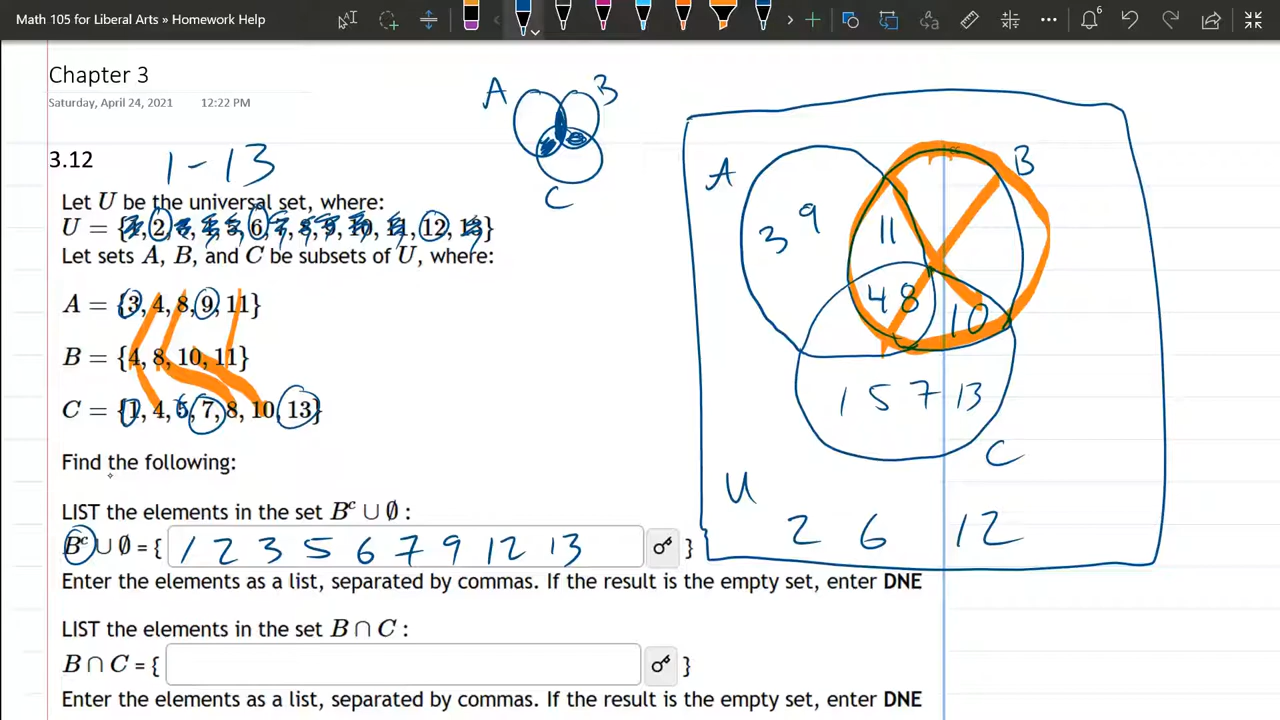 Math 105 for Liberal Arts » Homework Help
6
Chapter 3
Saturday, April 24, 2021 12:22 PM
A B
C
3.12 1 - 13
Let U be the universal set, where:
U = {1, 2, 3, 4, 5, 6, 7, 8, 9, 10, 11, 12, 13}
Let sets A, B, and C be subsets of U, where:
A = {3, 4, 8, 9, 11}
B = {4, 8, 10, 11}
C = {1, 4, 5, 7, 8, 10, 13}
Find the following:
LIST the elements in the set Bᶜ ∪ ∅ :
Bᶜ ∪ ∅ = { 1 2 3 5 6 7 9 12 13 }
Enter the elements as a list, separated by commas. If the result is the empty set, enter DNE
LIST the elements in the set B ∩ C :
B ∩ C = { }
Enter the elements as a list, separated by commas. If the result is the empty set, enter DNE
A B
3 9 11
4 8 10
1 5 7 13
C
U
2 6 12